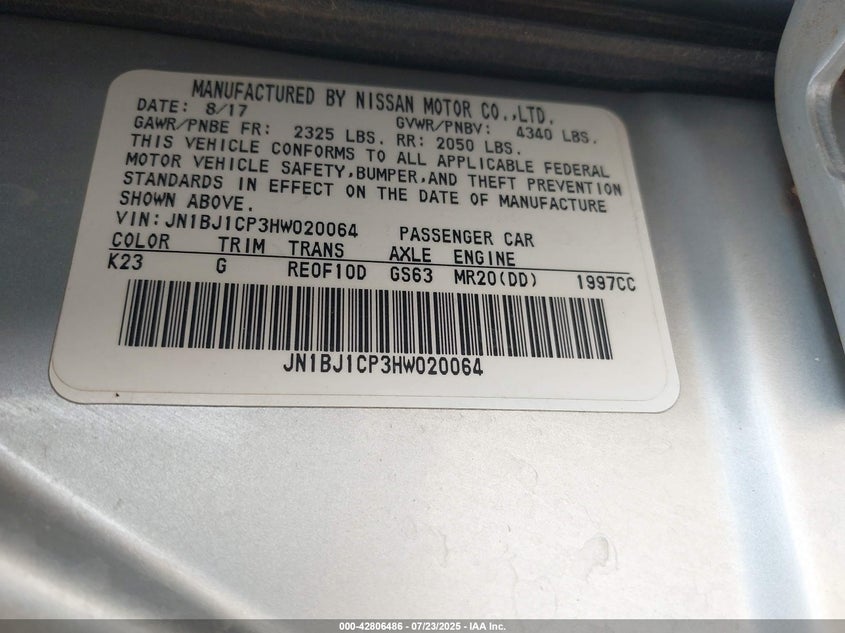 MANUFACTURED BY NISSAN MOTOR CO.,LTD.
DATE: 8/17 GVWR/PNBV: 4340 LBS.
GAWR/PNBE FR: 2325 LBS. RR: 2050 LBS.
THIS VEHICLE CONFORMS TO ALL APPLICABLE FEDERAL
MOTOR VEHICLE SAFETY,BUMPER,AND THEFT PREVENTION
STANDARDS IN EFFECT ON THE DATE OF MANUFACTURE
SHOWN ABOVE.
VIN:JN1BJ1CP3HW020064 PASSENGER CAR
COLOR TRIM TRANS AXLE ENGINE
K23 G RE0F10D GS63 MR20(DD) 1997CC
JN1BJ1CP3HW020064
000-42806486 - 07/23/2025 - IAA Inc.